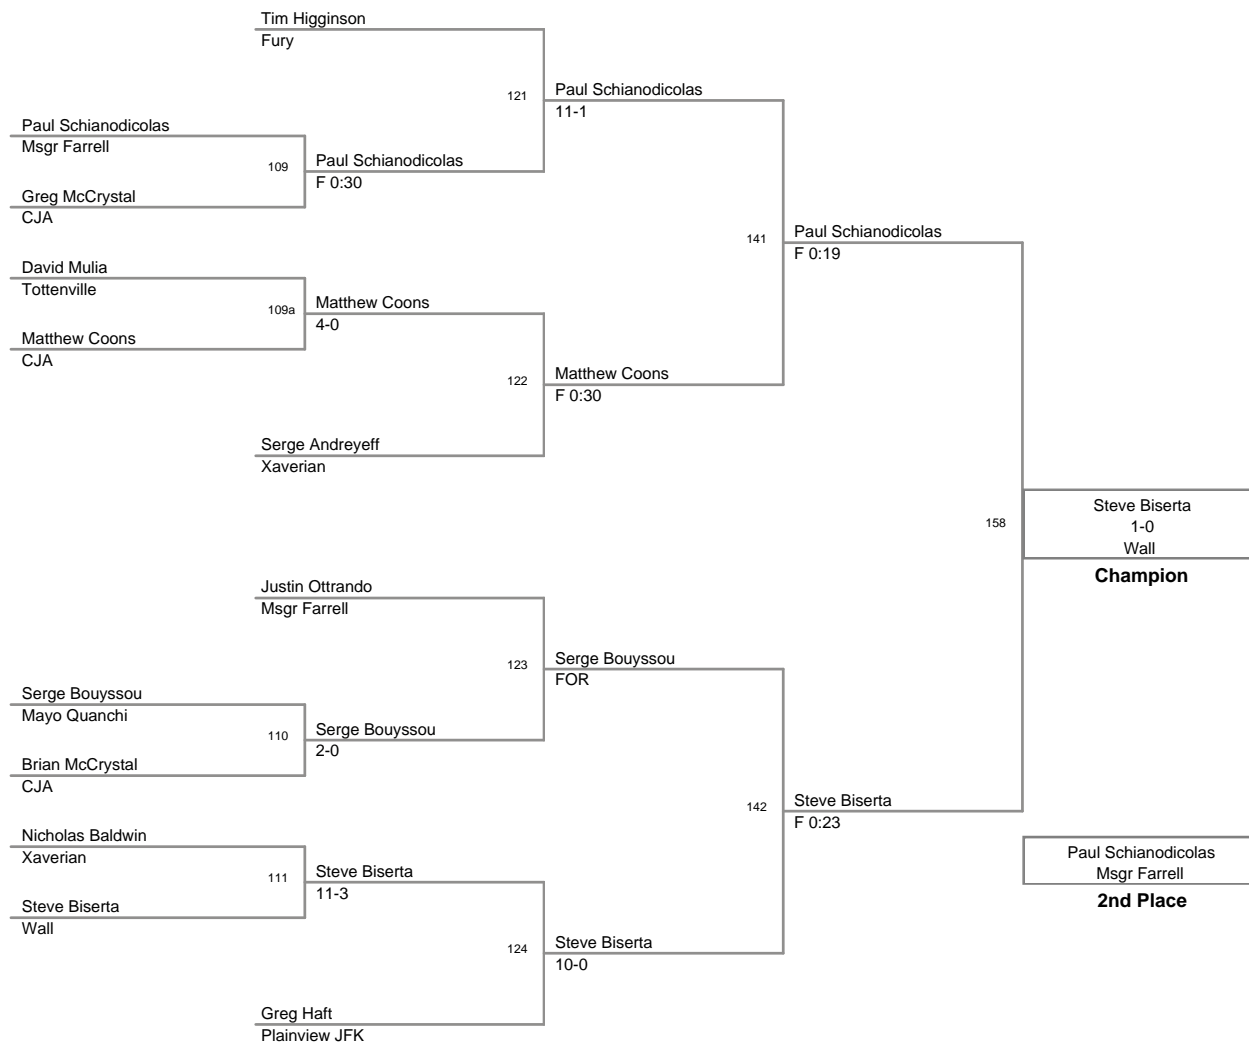 Tim Higginson
Fury
121
Paul Schianodicolas
11-1
Paul Schianodicolas
Msgr Farrell
109
Paul Schianodicolas
F 0:30
Greg McCrystal
CJA
141
Paul Schianodicolas
F 0:19
David Mulia
Tottenville
109a
Matthew Coons
4-0
Matthew Coons
CJA
122
Matthew Coons
F 0:30
Serge Andreyeff
Xaverian
158
Steve Biserta
1-0
Wall
Champion
Justin Ottrando
Msgr Farrell
123
Serge Bouyssou
FOR
Serge Bouyssou
Mayo Quanchi
110
Serge Bouyssou
2-0
Brian McCrystal
CJA
142
Steve Biserta
F 0:23
Nicholas Baldwin
Xaverian
111
Steve Biserta
11-3
Steve Biserta
Wall
124
Steve Biserta
10-0
Greg Haft
Plainview JFK
Paul Schianodicolas
Msgr Farrell
2nd Place